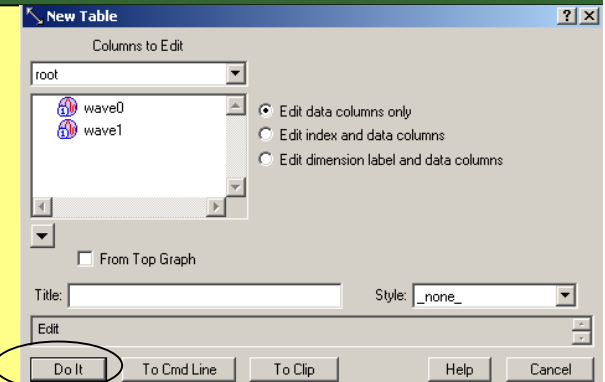 New Table
Columns to Edit
root
wave0
wave1
Edit data columns only
Edit index and data columns
Edit dimension label and data columns
From Top Graph
Title:
Style: _none_
Edit
Do It To Cmd Line To Clip Help Cancel